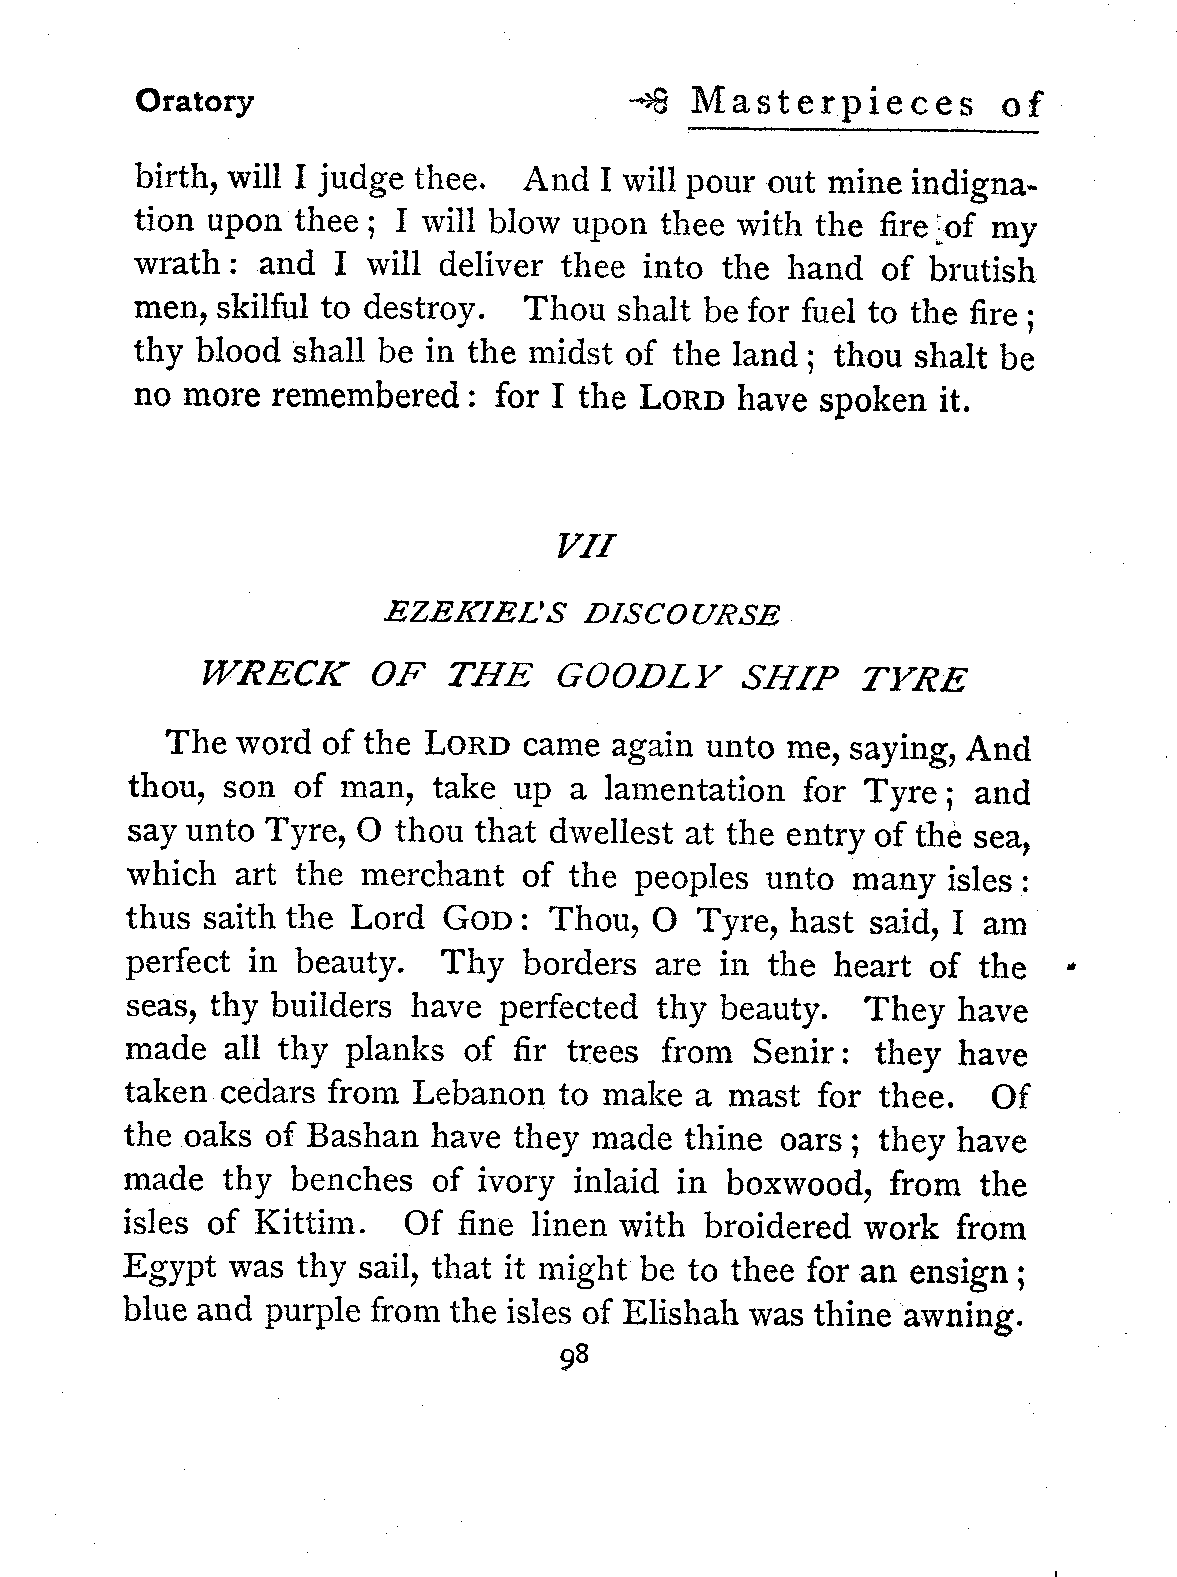 Oratory Masterpieces of
birth, will I judge thee. And I will pour out mine indigna-
tion upon thee; I will blow upon thee with the fire of my
wrath: and I will deliver thee into the hand of brutish
men, skilful to destroy. Thou shalt be for fuel to the fire;
thy blood shall be in the midst of the land; thou shalt be
no more remembered: for I the LORD have spoken it.
VII
EZEKIEL'S DISCOURSE
WRECK OF THE GOODLY SHIP TYRE
The word of the LORD came again unto me, saying, And
thou, son of man, take up a lamentation for Tyre; and
say unto Tyre, O thou that dwellest at the entry of the sea,
which art the merchant of the peoples unto many isles:
thus saith the Lord GOD: Thou, O Tyre, hast said, I am
perfect in beauty. Thy borders are in the heart of the
seas, thy builders have perfected thy beauty. They have
made all thy planks of fir trees from Senir: they have
taken cedars from Lebanon to make a mast for thee. Of
the oaks of Bashan have they made thine oars; they have
made thy benches of ivory inlaid in boxwood, from the
isles of Kittim. Of fine linen with broidered work from
Egypt was thy sail, that it might be to thee for an ensign;
blue and purple from the isles of Elishah was thine awning.
98